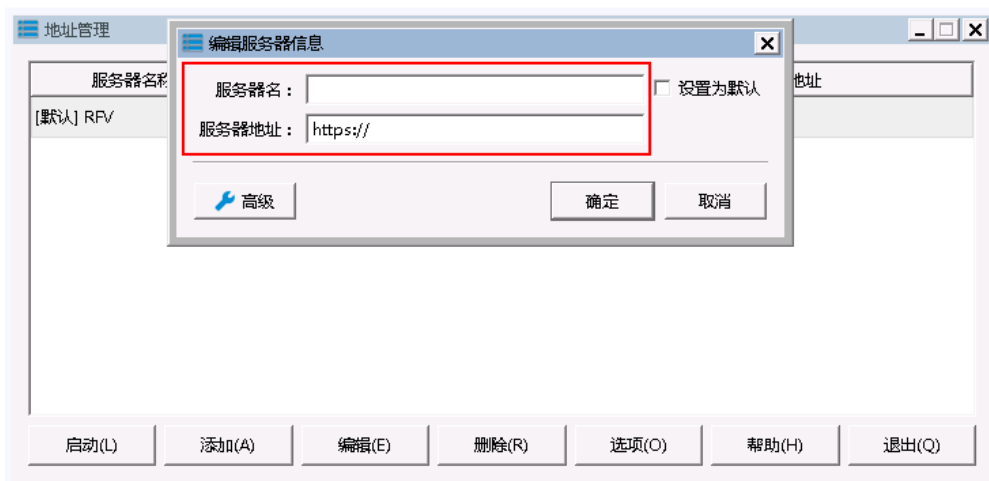 地址管理
编辑服务器信息
服务器名称
地址
服务器名：
设置为默认
[默认] RFV
服务器地址： https://
高级
确定
取消
启动(L) 添加(A) 编辑(E) 删除(R) 选项(O) 帮助(H) 退出(Q)